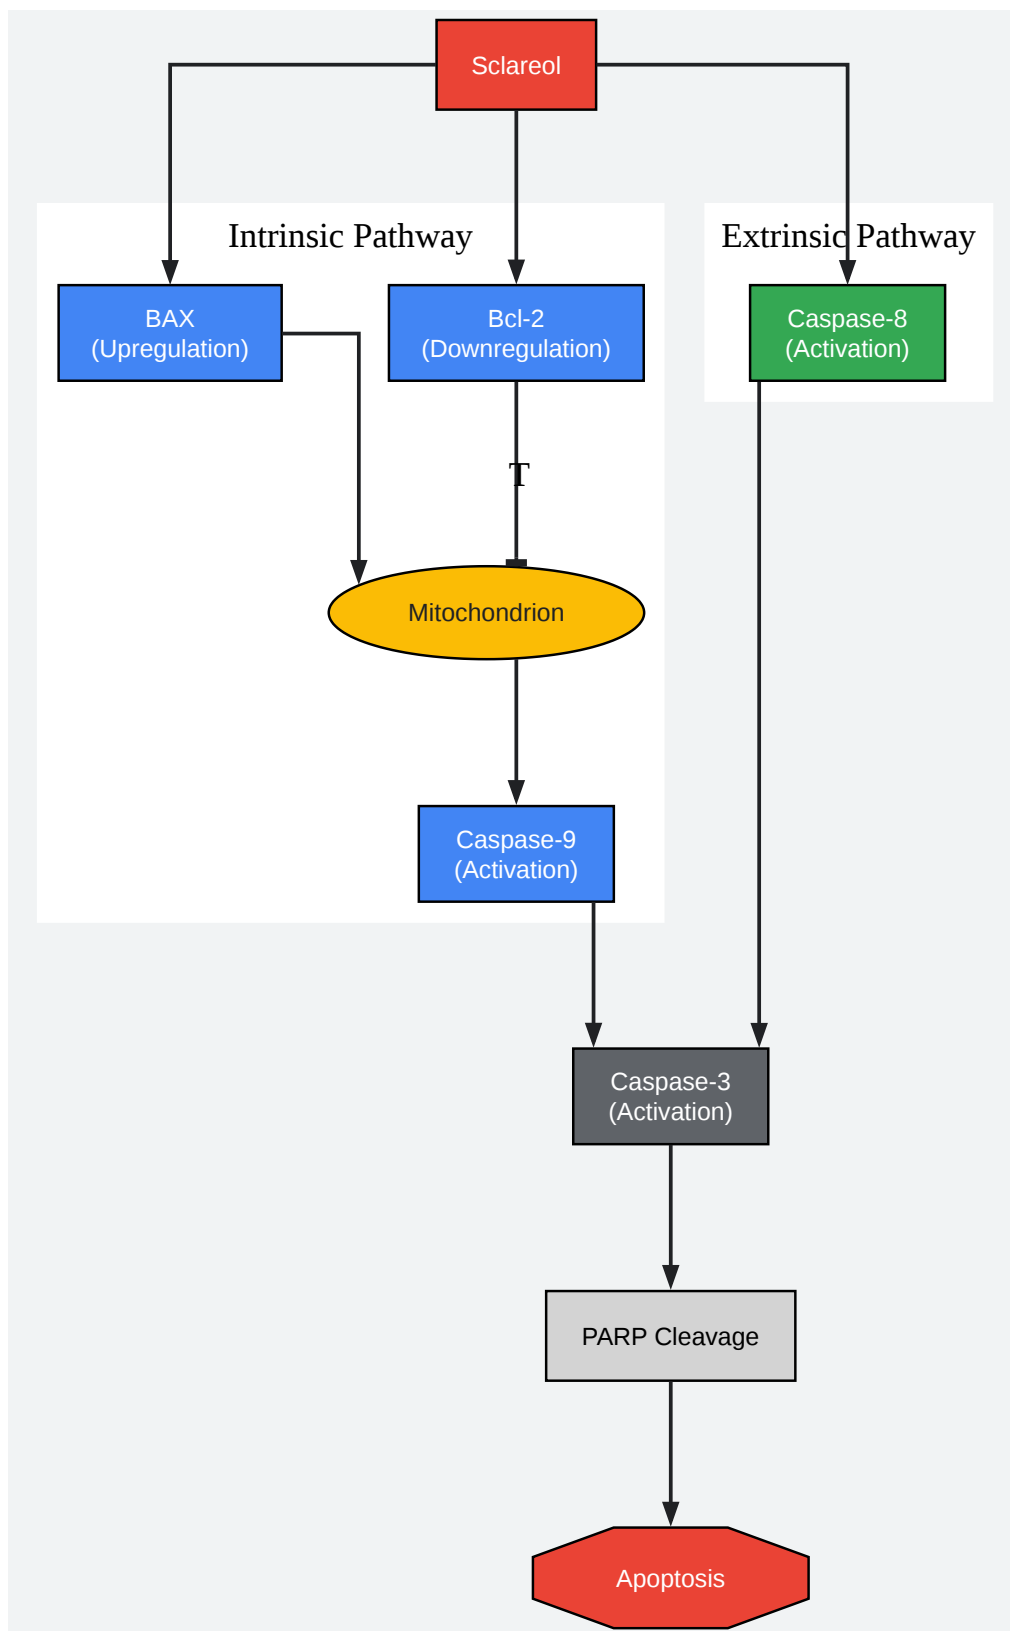 Sclareol
Intrinsic Pathway
Extrinsic Pathway
BAX
(Upregulation)
Bcl-2
(Downregulation)
Caspase-8
(Activation)
T
Mitochondrion
Caspase-9
(Activation)
Caspase-3
(Activation)
PARP Cleavage
Apoptosis